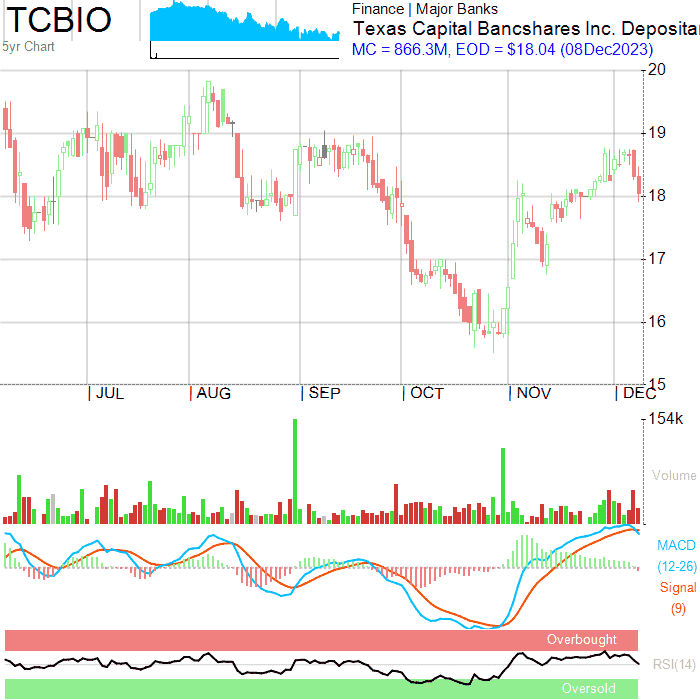 TCBIO
5yr Chart
Finance | Major Banks
Texas Capital Bancshares Inc. Deposita
MC = 866.3M, EOD = $18.04 (08Dec2023)
20
19
18
17
16
15
JUL AUG SEP OCT NOV DEC
154k
Volume
MACD
(12-26)
Signal
(9)
Overbought
RSI(14)
Oversold